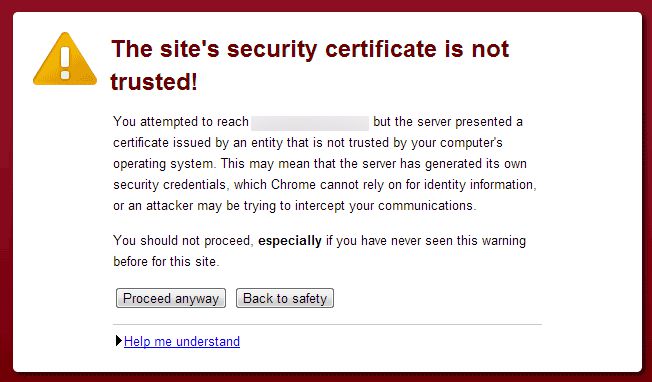 The site's security certificate is not
trusted!
You attempted to reach but the server presented a
certificate issued by an entity that is not trusted by your computer's
operating system. This may mean that the server has generated its own
security credentials, which Chrome cannot rely on for identity information,
or an attacker may be trying to intercept your communications.
You should not proceed, especially if you have never seen this warning
before for this site.
Proceed anyway Back to safety
Help me understand